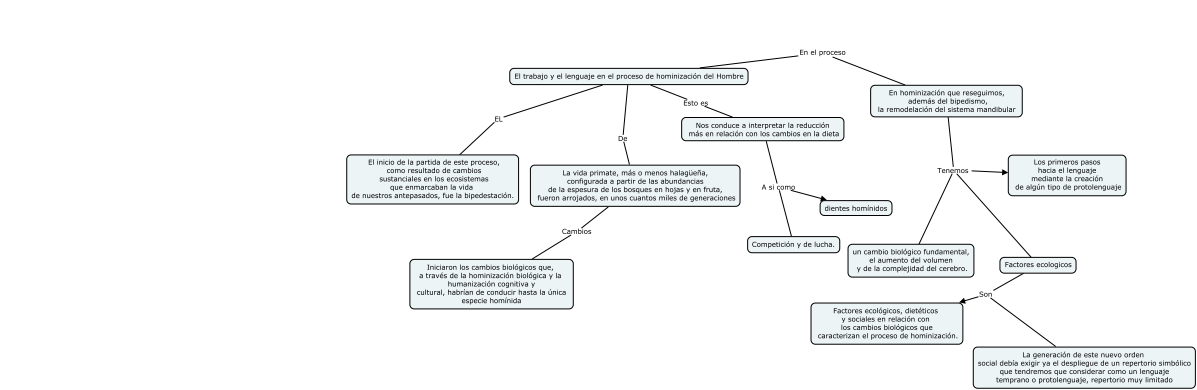 En el proceso
El trabajo y el lenguaje en el proceso de hominización del Hombre
En hominización que reseguimos,
además del bipedismo,
la remodelación del sistema mandibular
Esto es
EL
Nos conduce a interpretar la reducción
más en relación con los cambios en la dieta
De
El inicio de la partida de este proceso,
como resultado de cambios
sustanciales en los ecosistemas
que enmarcaban la vida
de nuestros antepasados, fue la bipedestación.
La vida primate, más o menos halagüeña,
configurada a partir de las abundancias
de la espesura de los bosques en hojas y en fruta,
fueron arrojados, en unos cuantos miles de generaciones
Tenemos
Los primeros pasos
hacia el lenguaje
mediante la creación
de algún tipo de protolenguaje
A si como
dientes homínidos
Cambios
Competición y de lucha.
un cambio biológico fundamental,
el aumento del volumen
y de la complejidad del cerebro.
Factores ecologicos
Iniciaron los cambios biológicos que,
a través de la hominización biológica y la
humanización cognitiva y
cultural, habrían de conducir hasta la única
especie homínida
Son
Factores ecológicos, dietéticos
y sociales en relación con
los cambios biológicos que
caracterizan el proceso de hominización.
La generación de este nuevo orden
social debía exigir ya el despliegue de un repertorio simbólico
que tendremos que considerar como un lenguaje
temprano o protolenguaje, repertorio muy limitado